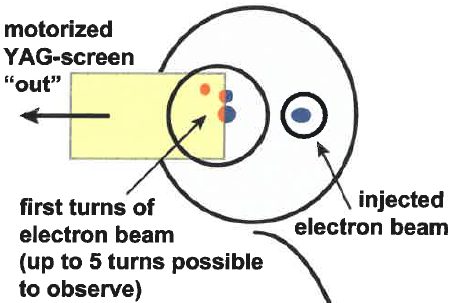 motorized
YAG-screen
“out”
first turns of
electron beam
(up to 5 turns possible
to observe)
injected
electron beam